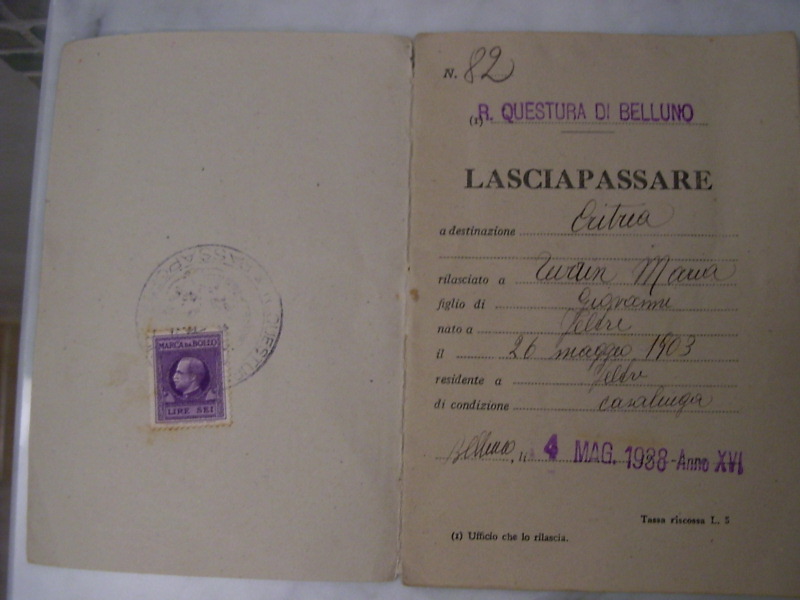 MARCA DA BOLLO
LIRE SEI
N. 82
(1) R. QUESTURA DI BELLUNO
LASCIAPASSARE
a destinazione Eritrea
rilasciato a Maria
figlio di Giovanni
nato a Feltre
il 26 maggio 1903
residente a Feltre
di condizione casalinga
Belluno, li 4 MAG. 1938 - Anno XVI
Tassa riscossa L. 5
(1) Ufficio che lo rilascia.